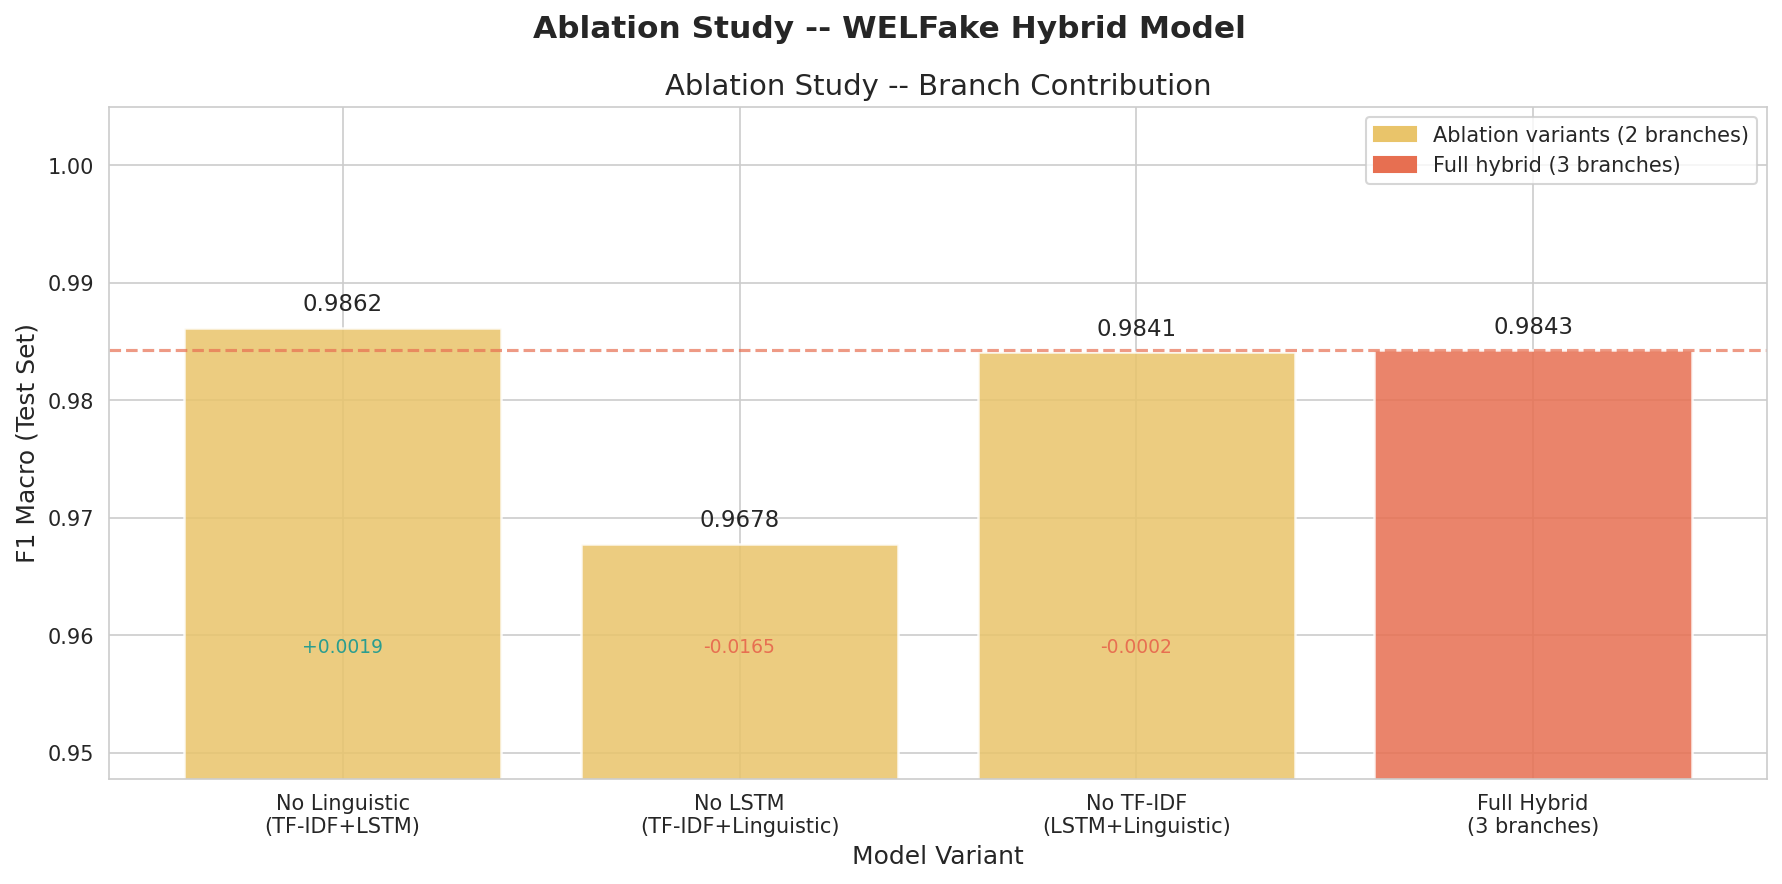 Ablation Study -- WELFake Hybrid Model
Ablation Study -- Branch Contribution
Ablation variants (2 branches)
Full hybrid (3 branches)
F1 Macro (Test Set)
1.00
0.99
0.98
0.97
0.96
0.95
0.9862
0.9678
0.9841
0.9843
+0.0019
-0.0165
-0.0002
No Linguistic
(TF-IDF+LSTM)
No LSTM
(TF-IDF+Linguistic)
No TF-IDF
(LSTM+Linguistic)
Full Hybrid
(3 branches)
Model Variant